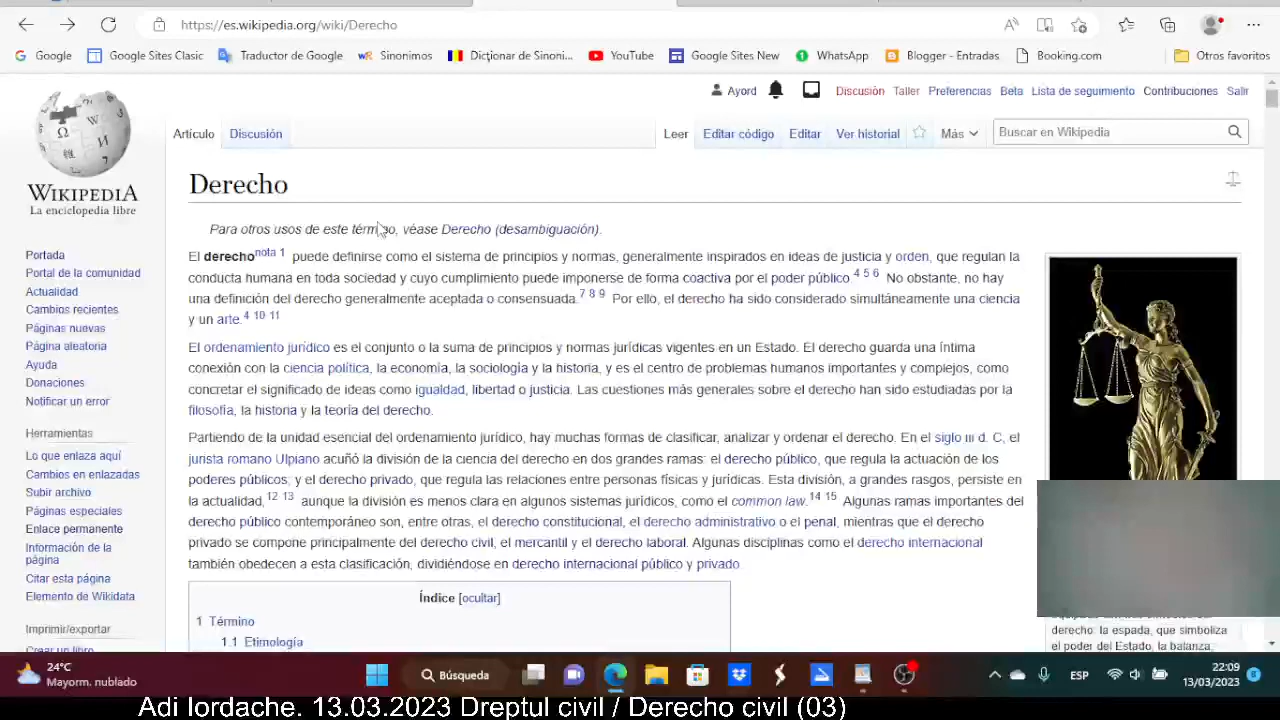 https://es.wikipedia.org/wiki/Derecho
Google
Google Sites Clasic
Traductor de Google
Sinonimos
Dicționar de Sinoni...
YouTube
Google Sites New
WhatsApp
Blogger - Entradas
Booking.com
Otros favoritos
Ayord
Discusión
Taller
Preferencias
Beta
Lista de seguimiento
Contribuciones
Salir
Artículo
Discusión
Leer
Editar código
Editar
Ver historial
Más
Buscar en Wikipedia
WIKIPEDIA
La enciclopedia libre
Portada
Portal de la comunidad
Actualidad
Cambios recientes
Páginas nuevas
Página aleatoria
Ayuda
Donaciones
Notificar un error
Herramientas
Lo que enlaza aquí
Cambios en enlazadas
Subir archivo
Páginas especiales
Enlace permanente
Información de la
página
Citar esta página
Elemento de Wikidata
Imprimir/exportar
Crear un libro
Derecho
Para otros usos de este término, véase Derecho (desambiguación).
El derecho nota 1 puede definirse como el sistema de principios y normas, generalmente inspirados en ideas de justicia y orden, que regulan la
conducta humana en toda sociedad y cuyo cumplimiento puede imponerse de forma coactiva por el poder público.4 5 6 No obstante, no hay
una definición del derecho generalmente aceptada o consensuada.7 8 9 Por ello, el derecho ha sido considerado simultáneamente una ciencia
y un arte.4 10 11
El ordenamiento jurídico es el conjunto o la suma de principios y normas jurídicas vigentes en un Estado. El derecho guarda una íntima
conexión con la ciencia política, la economía, la sociología y la historia, y es el centro de problemas humanos importantes y complejos, como
concretar el significado de ideas como igualdad, libertad o justicia. Las cuestiones más generales sobre el derecho han sido estudiadas por la
filosofía, la historia y la teoría del derecho.
Partiendo de la unidad esencial del ordenamiento jurídico, hay muchas formas de clasificar, analizar y ordenar el derecho. En el siglo III d. C, el
jurista romano Ulpiano acuñó la división de la ciencia del derecho en dos grandes ramas: el derecho público, que regula la actuación de los
poderes públicos; y el derecho privado, que regula las relaciones entre personas físicas y jurídicas. Esta división, a grandes rasgos, persiste en
la actualidad,12 13 aunque la división es menos clara en algunos sistemas jurídicos, como el common law.14 15 Algunas ramas importantes del
derecho público contemporáneo son, entre otras, el derecho constitucional, el derecho administrativo o el penal, mientras que el derecho
privado se compone principalmente del derecho civil, el mercantil y el derecho laboral. Algunas disciplinas como el derecho internacional
también obedecen a esta clasificación, dividiéndose en derecho internacional público y privado
Índice [ocultar]
1 Término
1.1 Etimología
derecho: la espada, que simboliza
el poder del Estado, la balanza,
24°C
Mayorm. nublado
Búsqueda
ESP
22:09
13/03/2023
Adi Iordache. 13.03.2023 Dreptul civil / Derecho civil (03)